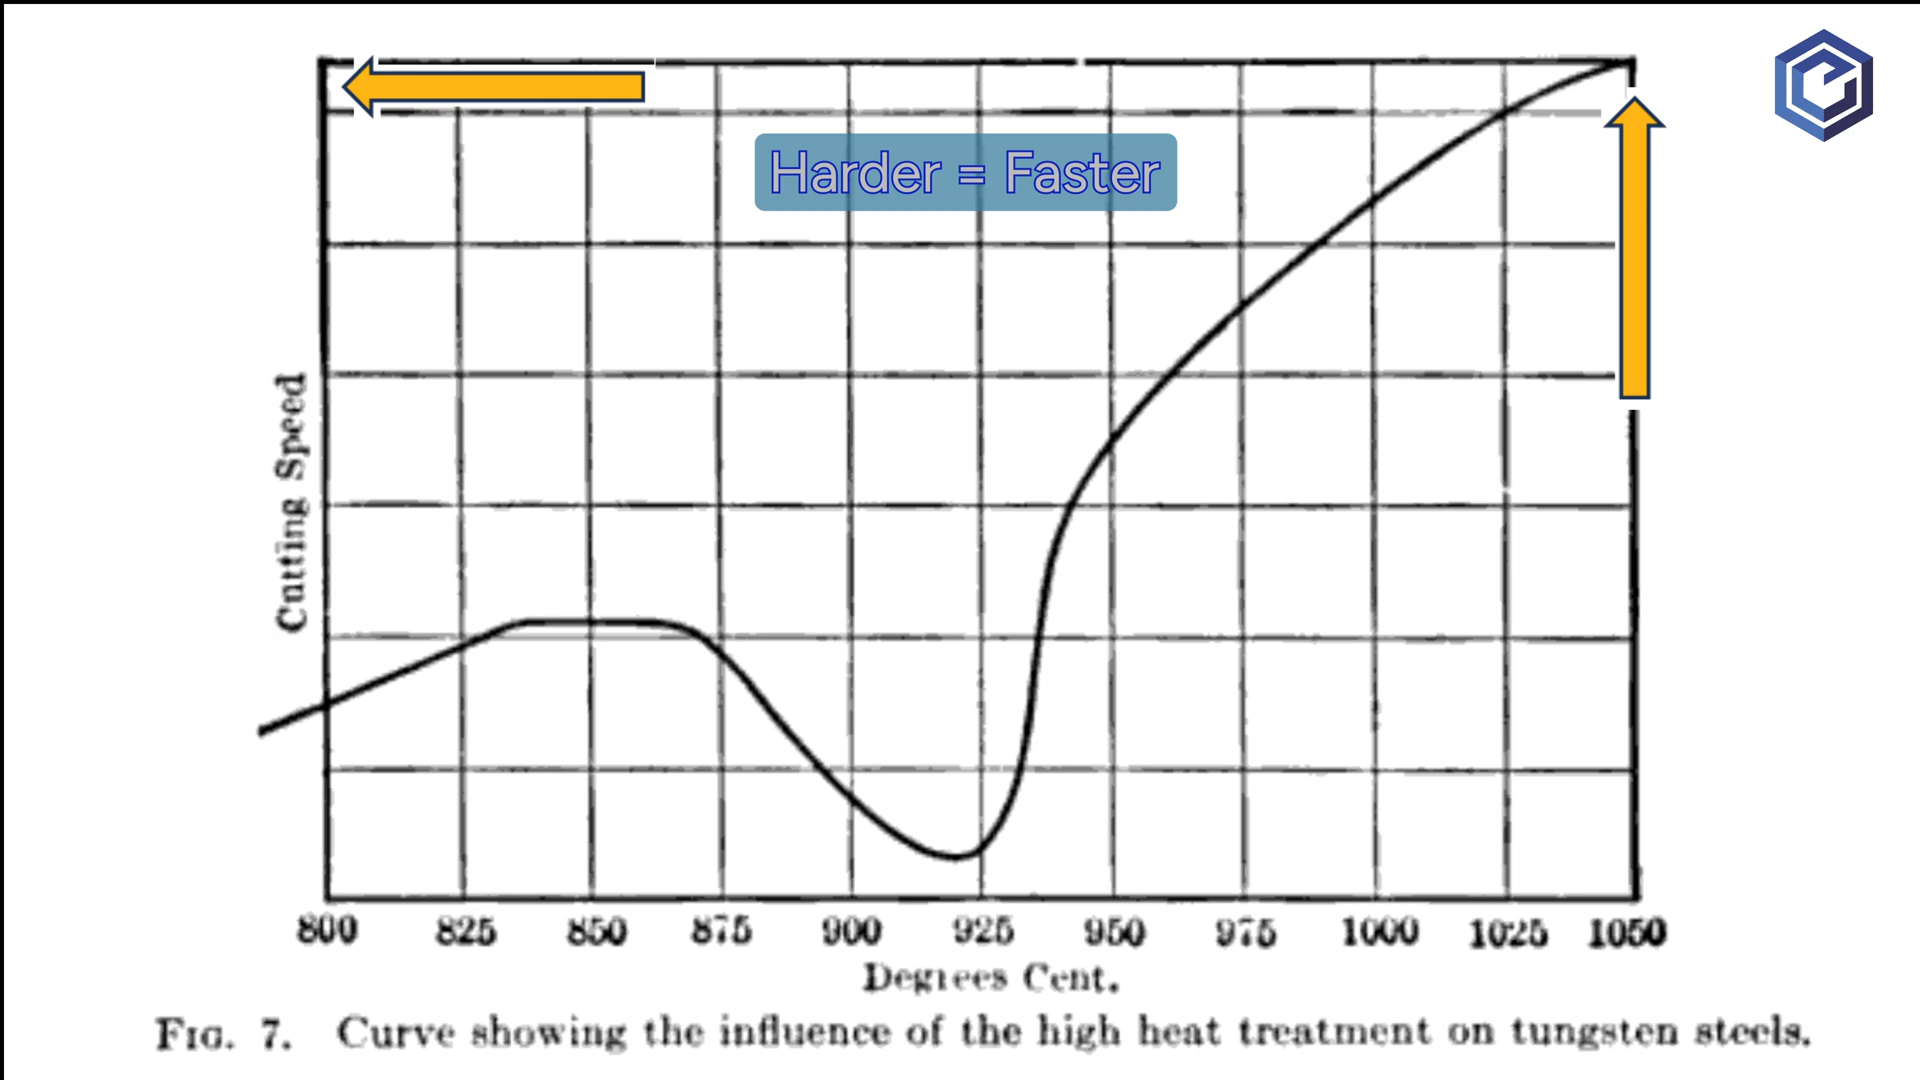 Harder = Faster
Cutting Speed
800 825 850 875 900 925 950 975 1000 1025 1050
Degrees Cent.
FIG. 7. Curve showing the influence of the high heat treatment on tungsten steels.